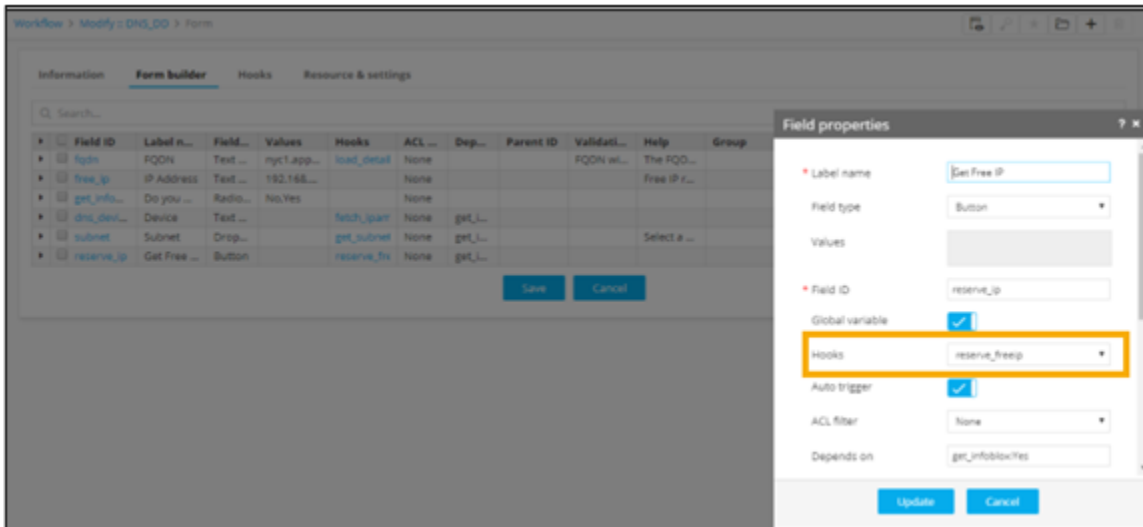 Workflow > Modify :: DNS_DD > Form
Information Form builder Hooks Resource & settings
Search...
Field ID Label n... Field... Values Hooks ACL ... Dep... Parent ID Validati... Help Group
fqdn FQDN Text ... nyc1.app... load_detail None FQDN wi... The FQD...
free_ip IP Address Text ... 192.168.... None Free IP r...
get_info... Do you ... Radio... No,Yes None
dns_devi... Device Text ... None get_i...
subnet Subnet Drop... get_subnet None get_i... Select a ...
reserve_ip Get Free ... Button None get_i...
Save Cancel
Field properties ? ×
* Label name Get Free IP
Field type Button
Values
* Field ID reserve_ip
Global variable
Hooks reserve_freeip
Auto trigger
ACL filter None
Depends on get_infoblox:Yes
Update Cancel